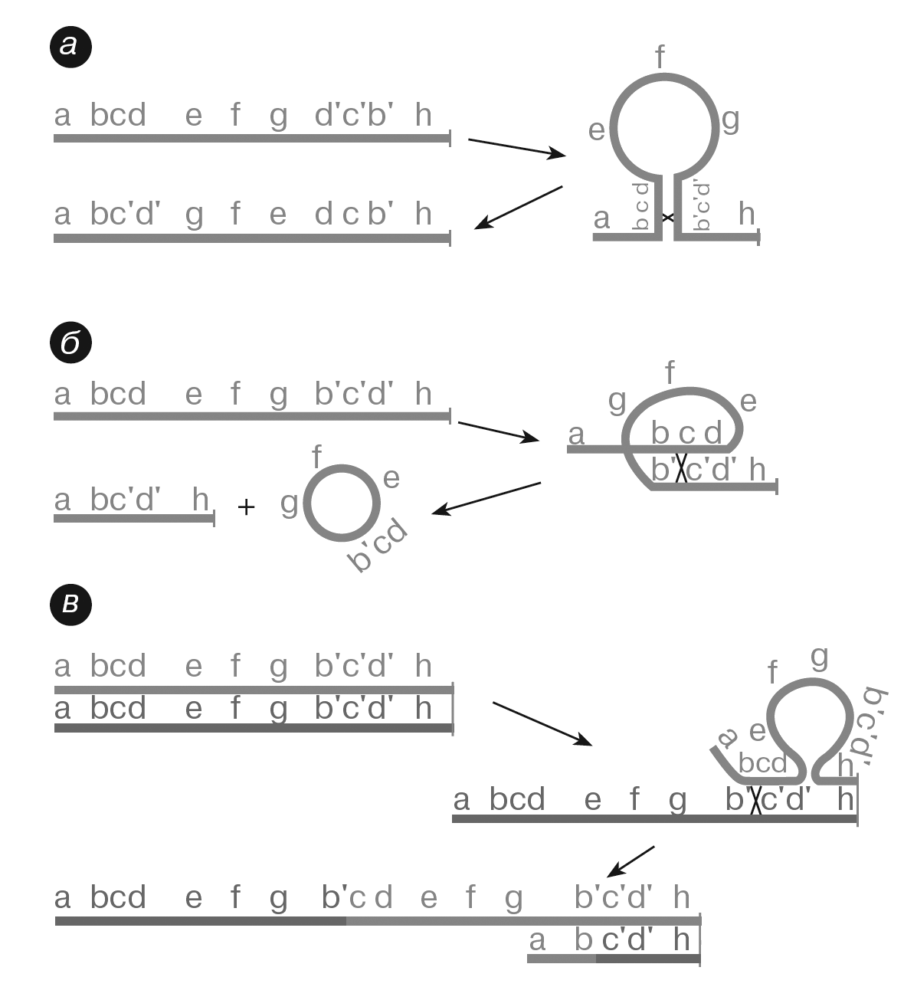 а
a bcd e f g d'c'b' h
a bc'd' g f e d c b' h
f
e
g
b c d
b'c'd'
a
h
б
a bcd e f g b'c'd' h
f
g
e
a
b c d
b'c'd' h
a bc'd' h
+
f
g
e
b'cd
в
a bcd e f g b'c'd' h
a bcd e f g b'c'd' h
g
f
b'c'd'
a
e
bcd
h
a bcd e f g b'c'd' h
a bcd e f g b'c d e f g b'c'd' h
a b c'd' h